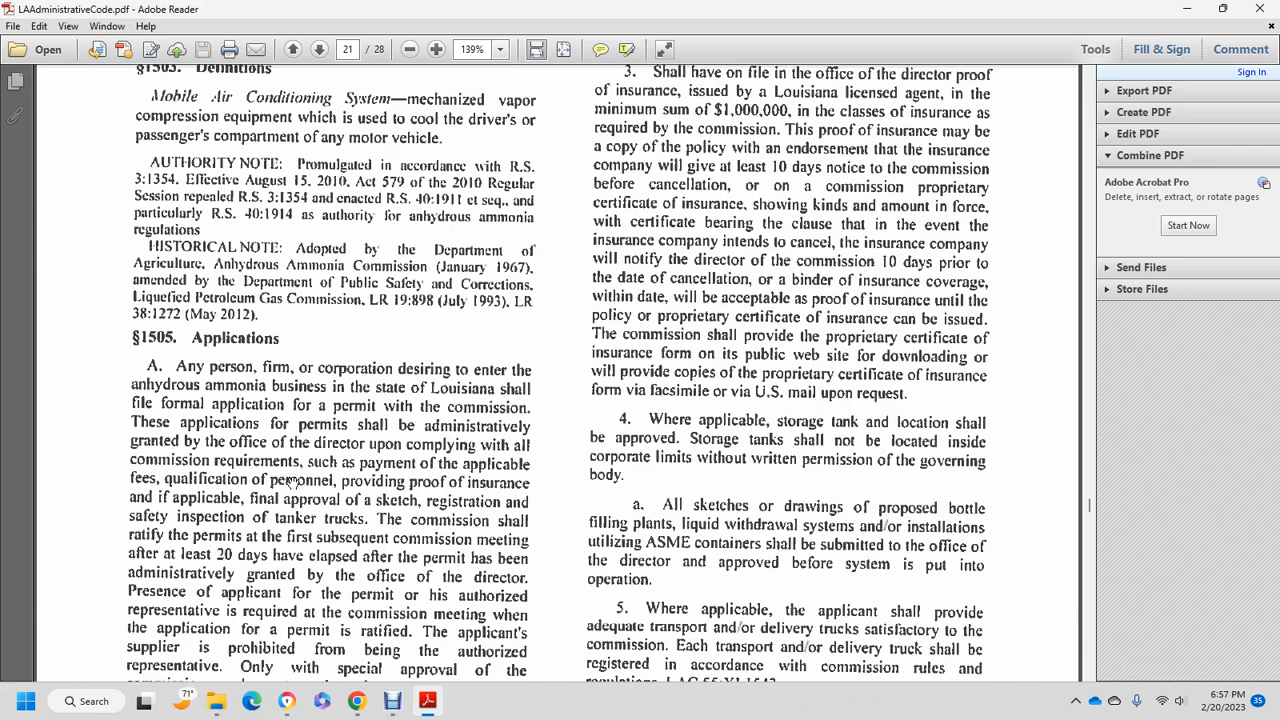 LAAdministrativeCode.pdf - Adobe Reader
File Edit View Window Help
Open 21 / 28 139% Tools Fill & Sign Comment
Sign In
Export PDF
Create PDF
Edit PDF
Combine PDF
Adobe Acrobat Pro
Delete, insert, extract, or rotate pages
Start Now
Send Files
Store Files
§1503. Definitions
Mobile Air Conditioning System—mechanized vapor
compression equipment which is used to cool the driver's or
passenger's compartment of any motor vehicle.
AUTHORITY NOTE: Promulgated in accordance with R.S.
3:1354. Effective August 15, 2010, Act 579 of the 2010 Regular
Session repealed R.S. 3:1354 and enacted R.S. 40:1911 et seq., and
particularly R.S. 40:1914 as authority for anhydrous ammonia
regulations
HISTORICAL NOTE: Adopted by the Department of
Agriculture, Anhydrous Ammonia Commission (January 1967),
amended by the Department of Public Safety and Corrections,
Liquefied Petroleum Gas Commission, LR 19:898 (July 1993), LR
38:1272 (May 2012).
§1505. Applications
A. Any person, firm, or corporation desiring to enter the
anhydrous ammonia business in the state of Louisiana shall
file formal application for a permit with the commission.
These applications for permits shall be administratively
granted by the office of the director upon complying with all
commission requirements, such as payment of the applicable
fees, qualification of personnel, providing proof of insurance
and if applicable, final approval of a sketch, registration and
safety inspection of tanker trucks. The commission shall
ratify the permits at the first subsequent commission meeting
after at least 20 days have elapsed after the permit has been
administratively granted by the office of the director.
Presence of applicant for the permit or his authorized
representative is required at the commission meeting when
the application for a permit is ratified. The applicant's
supplier is prohibited from being the authorized
representative. Only with special approval of the
3. Shall have on file in the office of the director proof
of insurance, issued by a Louisiana licensed agent, in the
minimum sum of $1,000,000, in the classes of insurance as
required by the commission. This proof of insurance may be
a copy of the policy with an endorsement that the insurance
company will give at least 10 days notice to the commission
before cancellation, or on a commission proprietary
certificate of insurance, showing kinds and amount in force,
with certificate bearing the clause that in the event the
insurance company intends to cancel, the insurance company
will notify the director of the commission 10 days prior to
the date of cancellation, or a binder of insurance coverage,
within date, will be acceptable as proof of insurance until the
policy or proprietary certificate of insurance can be issued.
The commission shall provide the proprietary certificate of
insurance form on its public web site for downloading or
will provide copies of the proprietary certificate of insurance
form via facsimile or via U.S. mail upon request.
4. Where applicable, storage tank and location shall
be approved. Storage tanks shall not be located inside
corporate limits without written permission of the governing
body.
a. All sketches or drawings of proposed bottle
filling plants, liquid withdrawal systems and/or installations
utilizing ASME containers shall be submitted to the office of
the director and approved before system is put into
operation.
5. Where applicable, the applicant shall provide
adequate transport and/or delivery trucks satisfactory to the
commission. Each transport and/or delivery truck shall be
registered in accordance with commission rules and
Search 71° 6:57 PM
2/20/2023 35